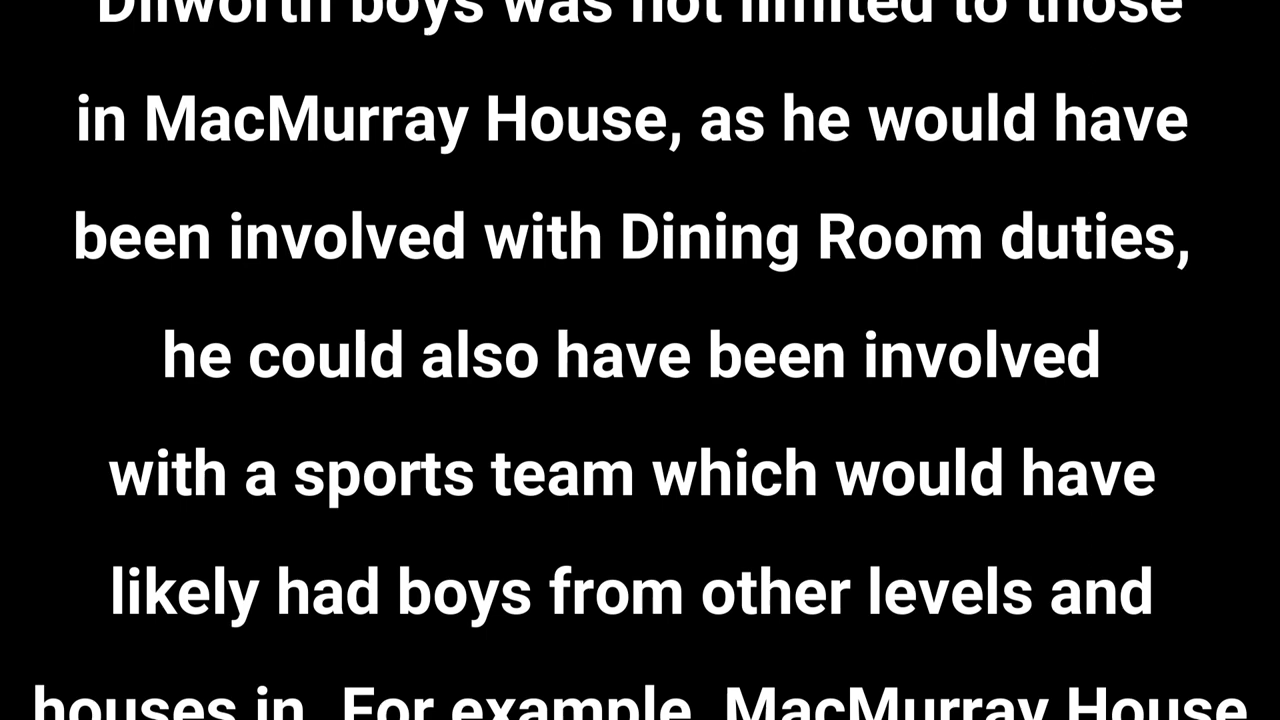 Dilworth boys was not limited to those
in MacMurray House, as he would have
been involved with Dining Room duties,
he could also have been involved
with a sports team which would have
likely had boys from other levels and
houses in. For example, MacMurray House